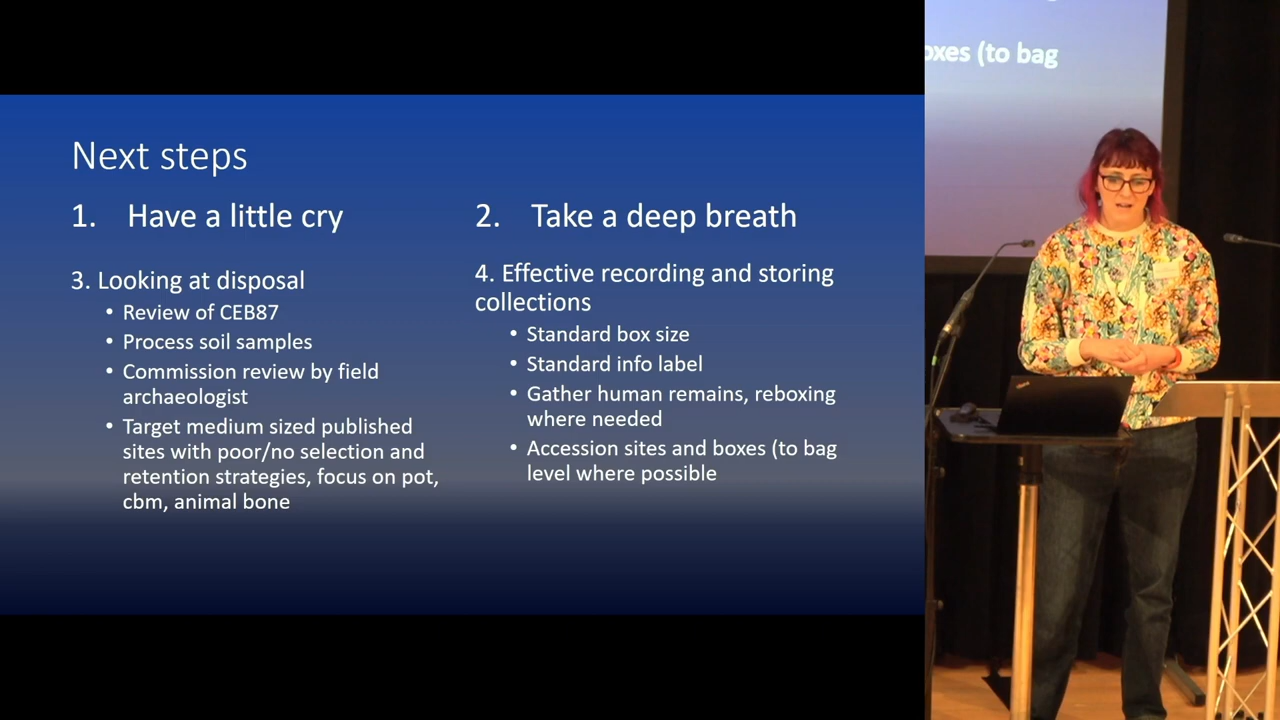 Next steps
1. Have a little cry
3. Looking at disposal
• Review of CEB87
• Process soil samples
• Commission review by field
archaeologist
• Target medium sized published
sites with poor/no selection and
retention strategies, focus on pot,
cbm, animal bone
2. Take a deep breath
4. Effective recording and storing
collections
• Standard box size
• Standard info label
• Gather human remains, reboxing
where needed
• Accession sites and boxes (to bag
level where possible
oxes (to bag